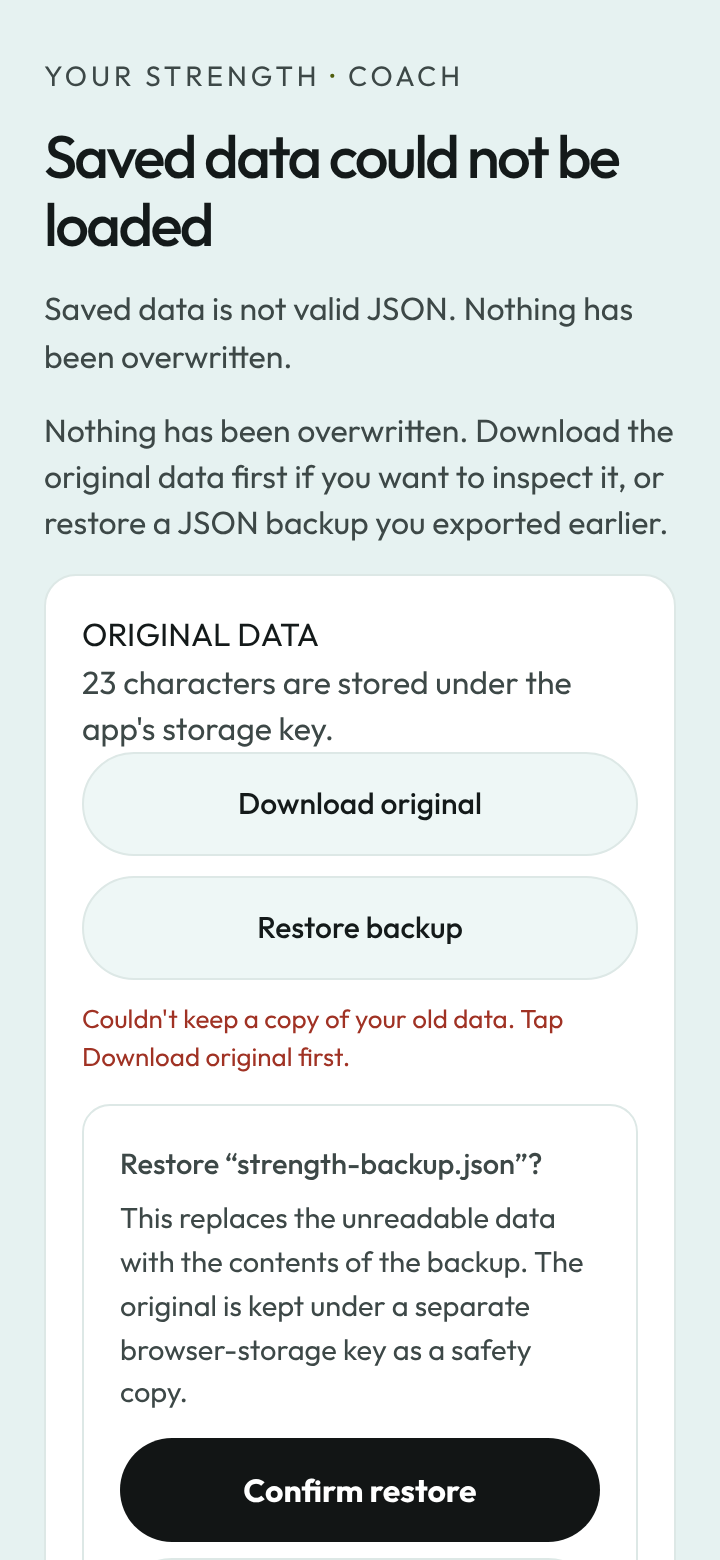 YOUR STRENGTH · COACH
Saved data could not be
loaded
Saved data is not valid JSON. Nothing has
been overwritten.
Nothing has been overwritten. Download the
original data first if you want to inspect it, or
restore a JSON backup you exported earlier.
ORIGINAL DATA
23 characters are stored under the
app's storage key.
Download original
Restore backup
Couldn't keep a copy of your old data. Tap
Download original first.
Restore “strength-backup.json”?
This replaces the unreadable data
with the contents of the backup. The
original is kept under a separate
browser-storage key as a safety
copy.
Confirm restore